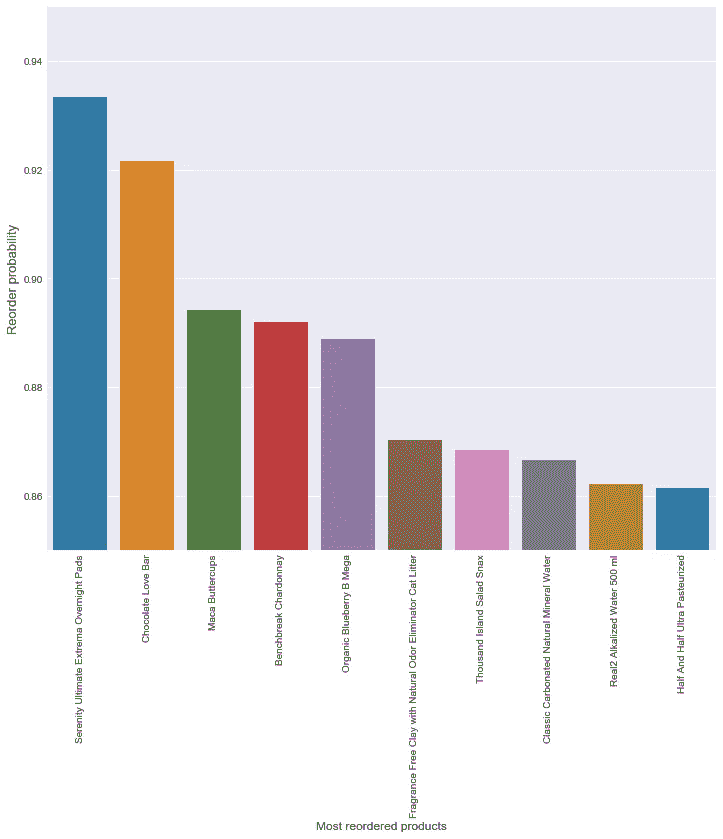 0.94
0.92
0.90
0.88
0.86
Reorder probability
Serenity Ultimate Extrema Overnight Pads
Chocolate Love Bar
Maca Buttercups
Benchbreak Chardonnay
Organic Blueberry B Mega
Fragrance Free Clay with Natural Odor Eliminator Cat Litter
Thousand Island Salad Snax
Classic Carbonated Natural Mineral Water
Real2 Alkalized Water 500 ml
Half And Half Ultra Pasteurized
Most reordered products